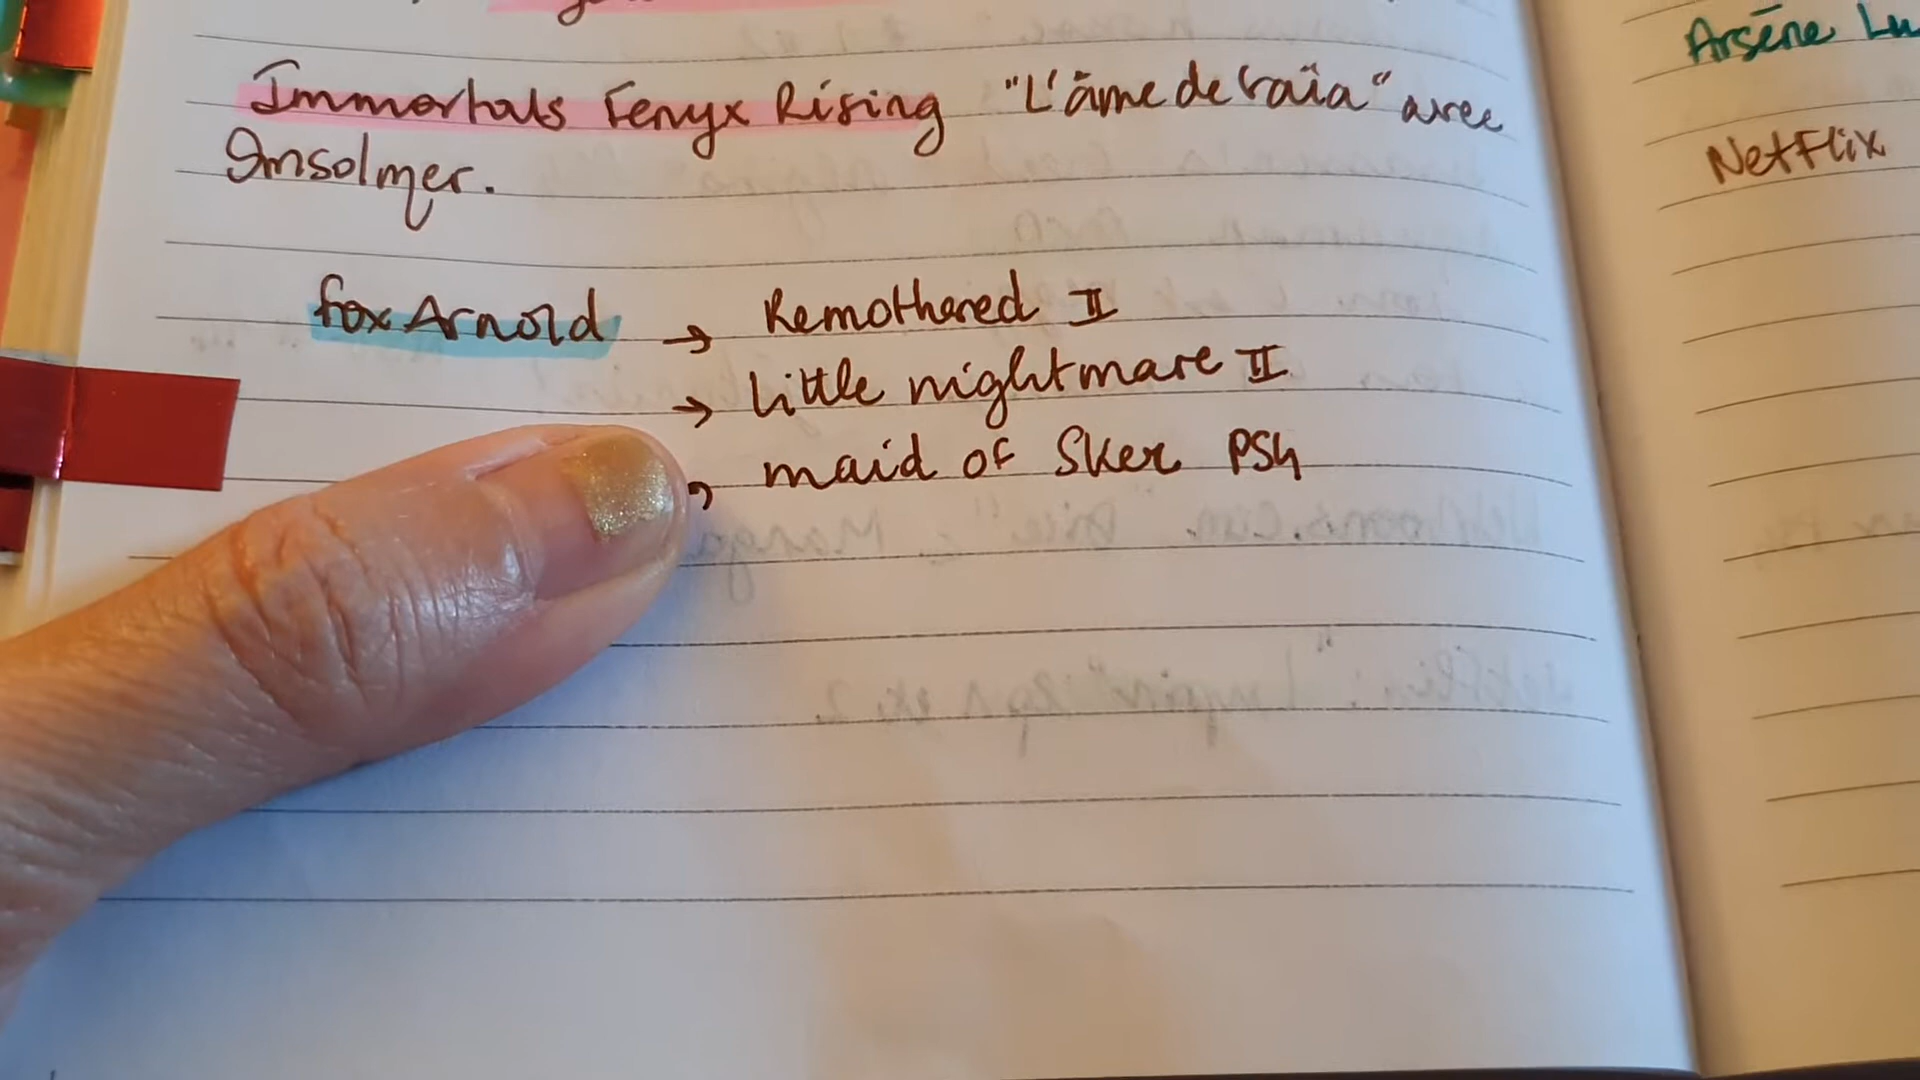 Immortals Fenyx Rising "L'âme de Gaïa" avec
Insolmer.
Fox Arnold → Remothered II
→ Little nightmare II
maid of Sker PS4
Arsène Lu
NetFlix